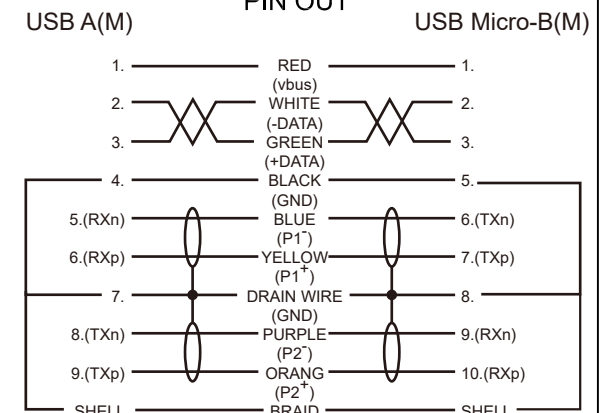 PIN OUT
USB A(M) USB Micro-B(M)
1. RED 1.
(vbus)
2. WHITE 2.
(-DATA)
3. GREEN 3.
(+DATA)
4. BLACK 5.
(GND)
5.(RXn) BLUE 6.(TXn)
(P1-)
6.(RXp) YELLOW 7.(TXp)
(P1+)
7. DRAIN WIRE 8.
(GND)
8.(TXn) PURPLE 9.(RXn)
(P2-)
9.(TXp) ORANG 10.(RXp)
(P2+)
SHELL BRAID SHELL